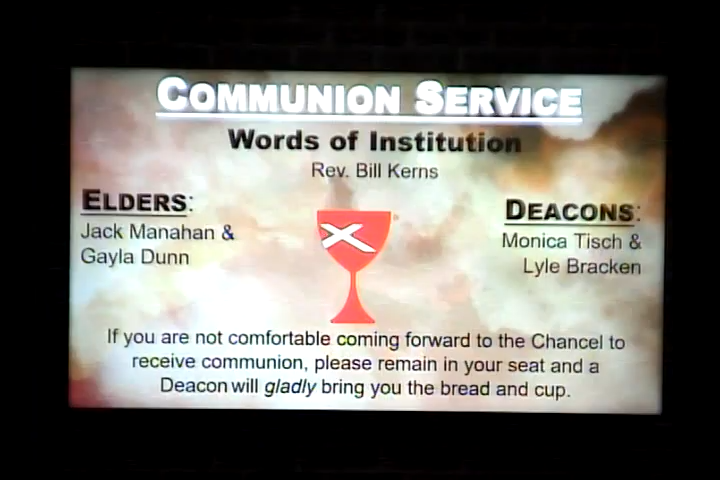 COMMUNION SERVICE
Words of Institution
Rev. Bill Kerns
ELDERS:
Jack Manahan &
Gayla Dunn
DEACONS:
Monica Tisch &
Lyle Bracken
If you are not comfortable coming forward to the Chancel to
receive communion, please remain in your seat and a
Deacon will gladly bring you the bread and cup.